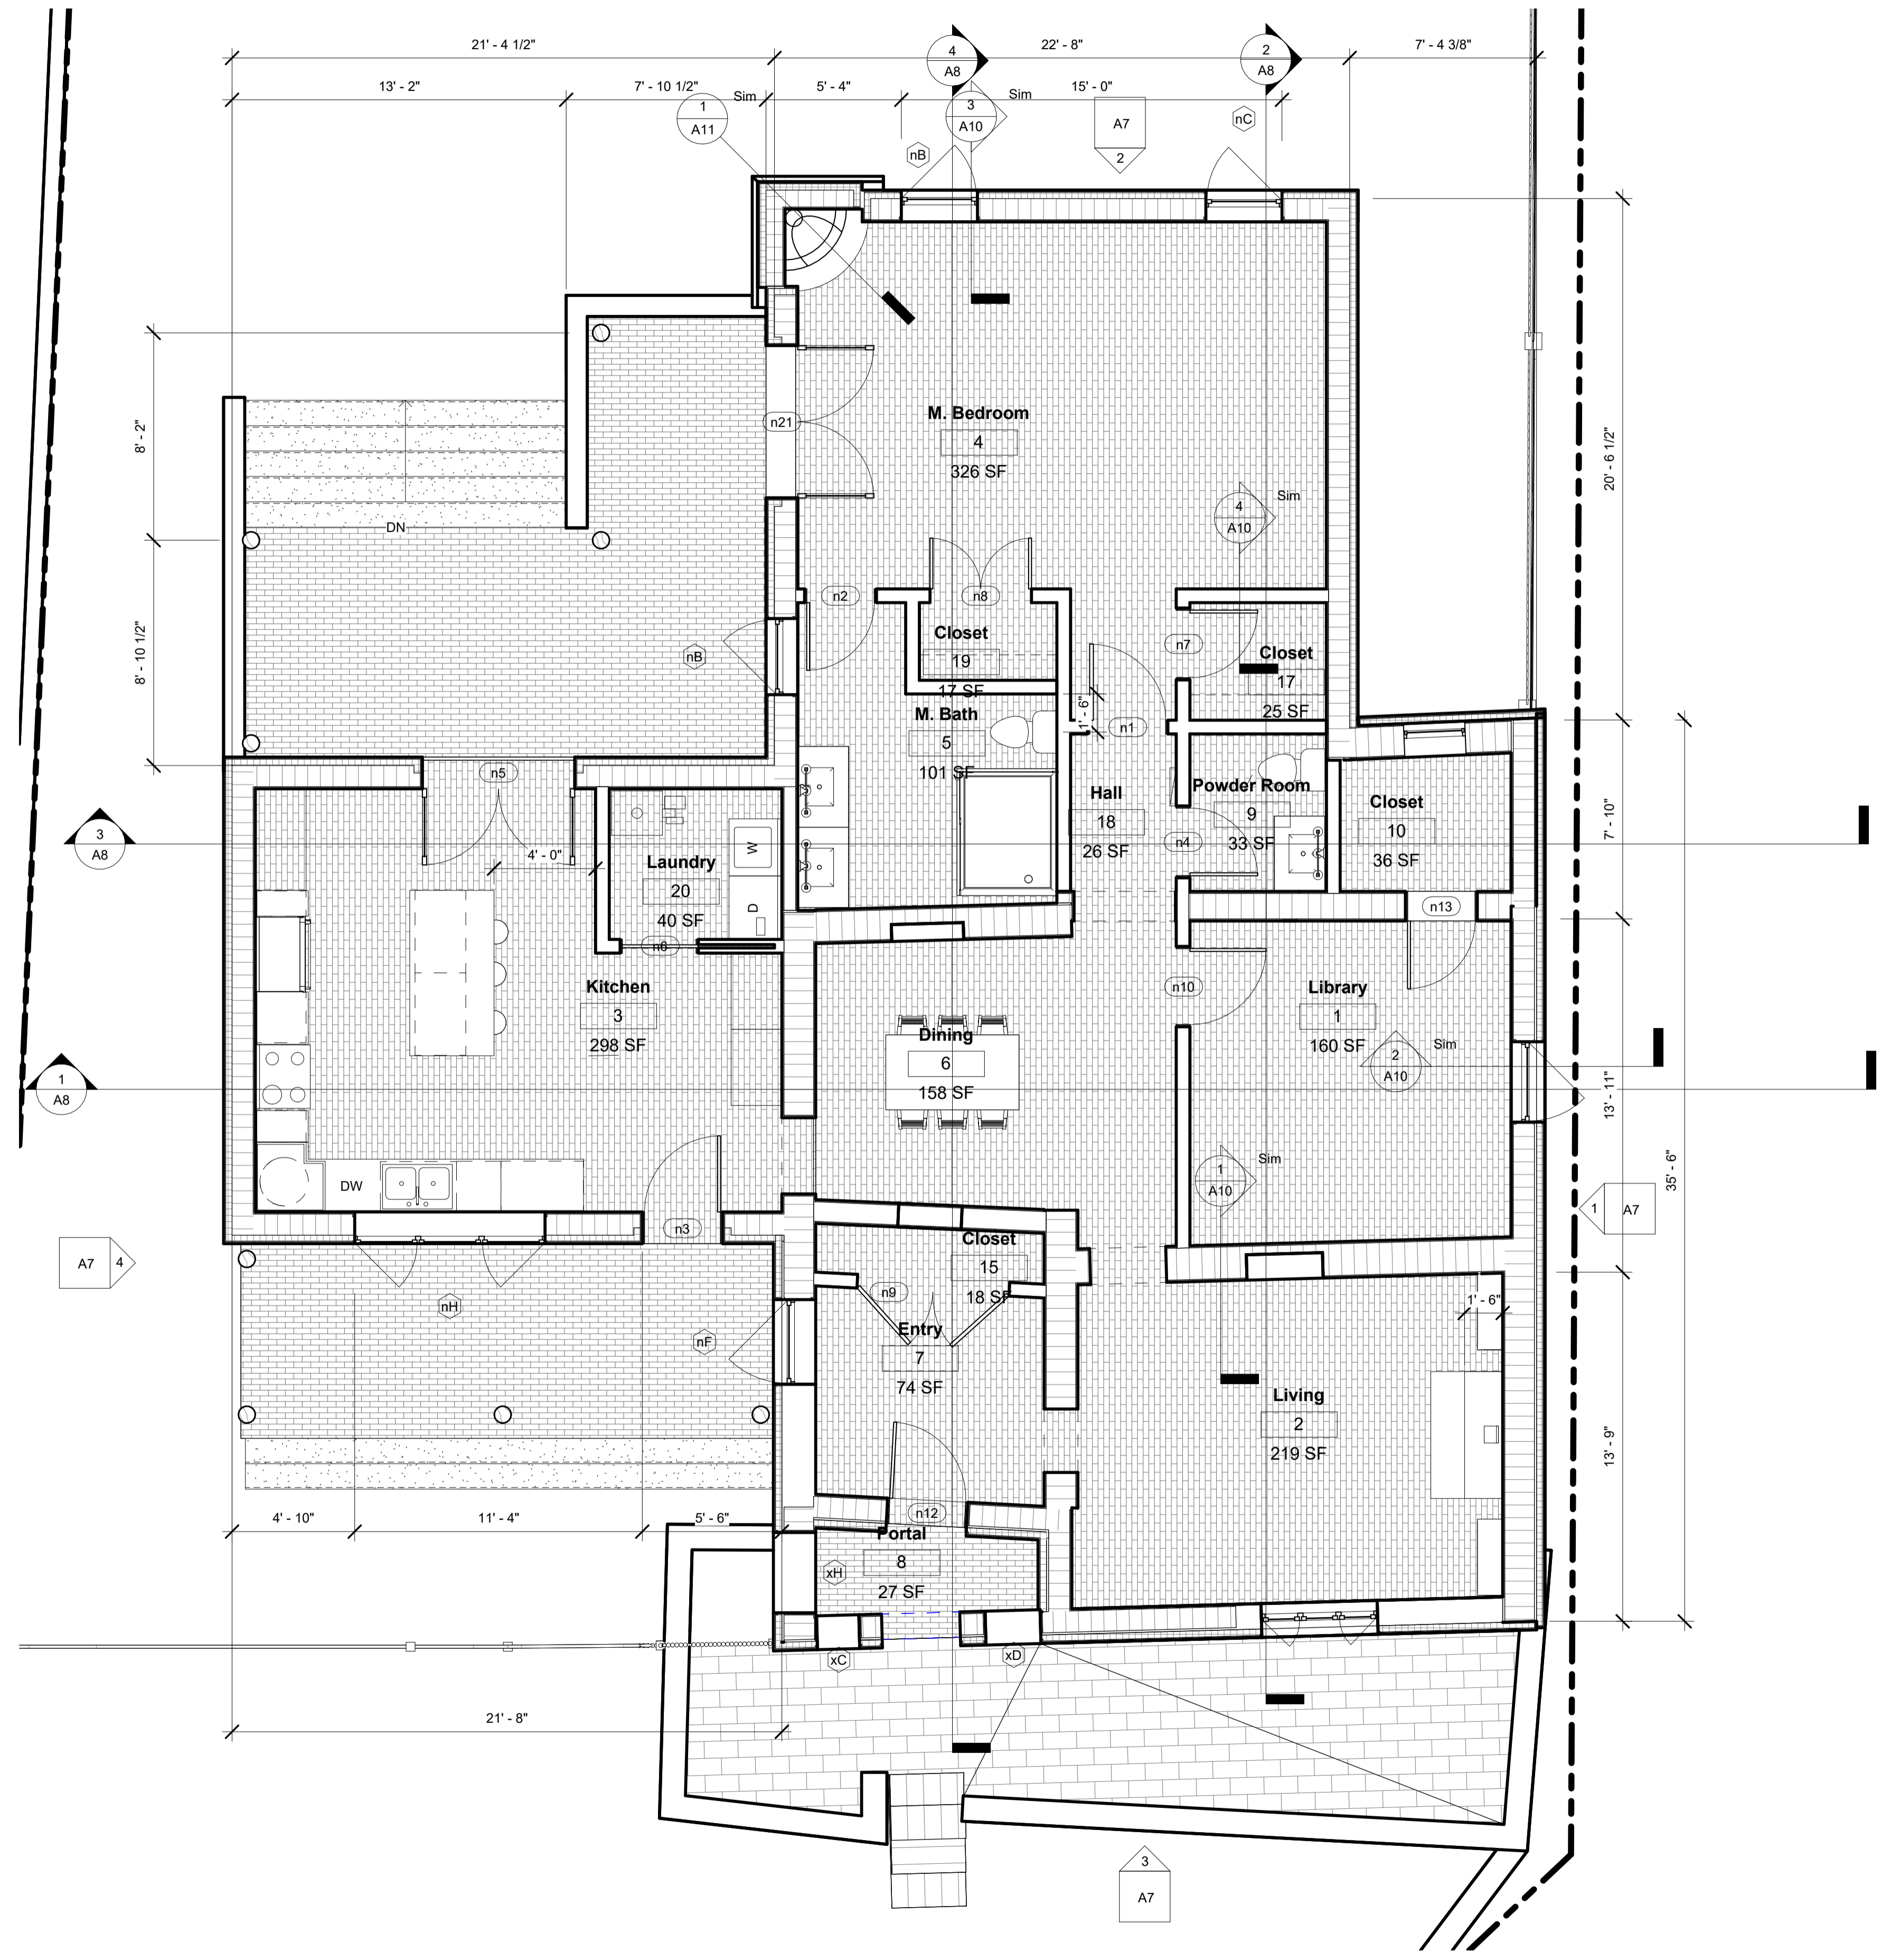 21' - 4 1/2"
22' - 8"
7' - 4 3/8"
4
A8
2
A8
13' - 2"
7' - 10 1/2"
5' - 4"
15' - 0"
Sim
1
A11
3
A10
Sim
A7
2
nC
nB
8' - 2"
20' - 6 1/2"
n21
M. Bedroom
4
326 SF
4
A10
Sim
DN
n2
n8
8' - 10 1/2"
nB
Closet
19
17 SF
n7
Closet
17
25 SF
1' - 6"
n1
M. Bath
5
101 SF
n5
Powder Room
9
33 SF
Hall
18
26 SF
n4
Closet
10
36 SF
7' - 10"
3
A8
4' - 0"
Laundry
20
40 SF
W
D
n6
n13
Kitchen
3
298 SF
n10
Library
1
160 SF
Dining
6
158 SF
2
A10
Sim
1
A8
13' - 11"
35' - 6"
1
A10
Sim
DW
n3
1
A7
A7
4
Closet
15
18 SF
n9
nH
nF
Entry
7
74 SF
1' - 6"
Living
2
219 SF
13' - 9"
4' - 10"
11' - 4"
5' - 6"
n12
Portal
8
27 SF
xH
xC
xD
21' - 8"
3
A7